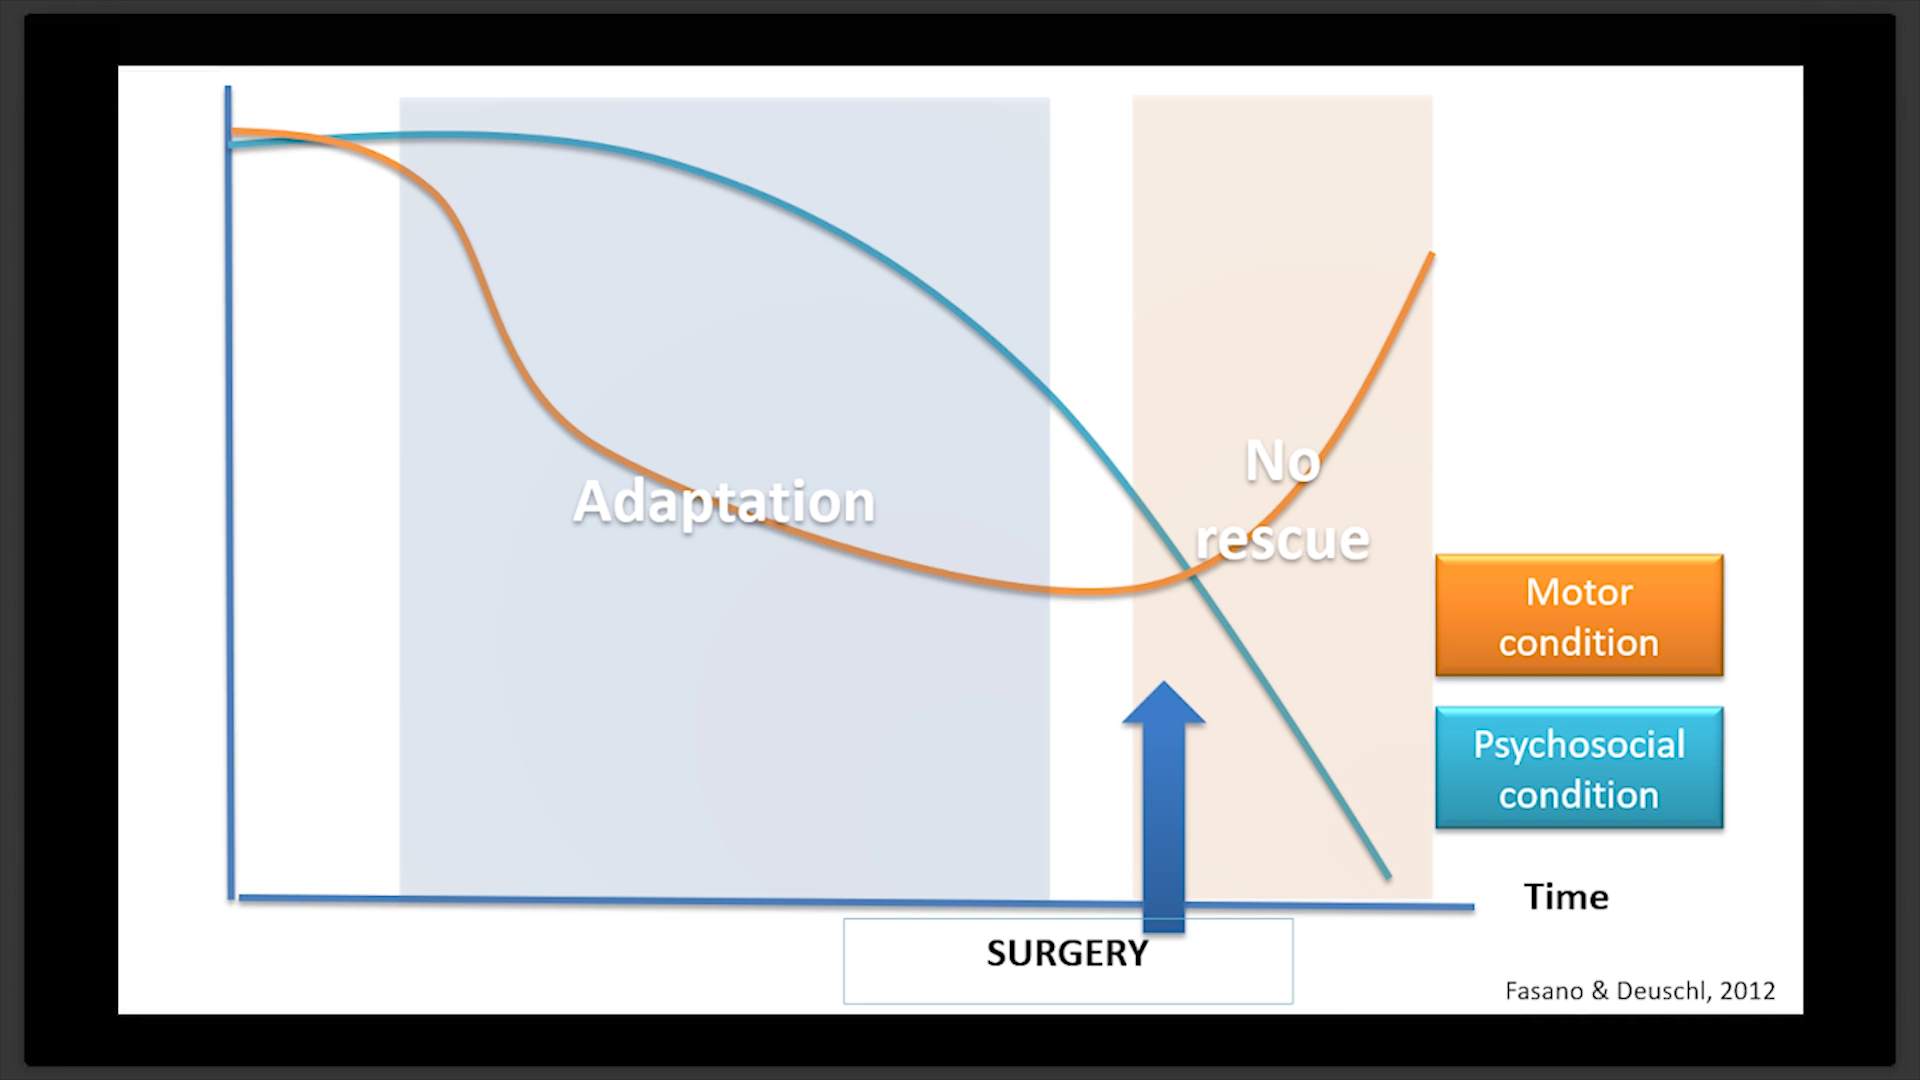 Adaptation
No
rescue
Motor
condition
Psychosocial
condition
Time
SURGERY
Fasano & Deuschl, 2012